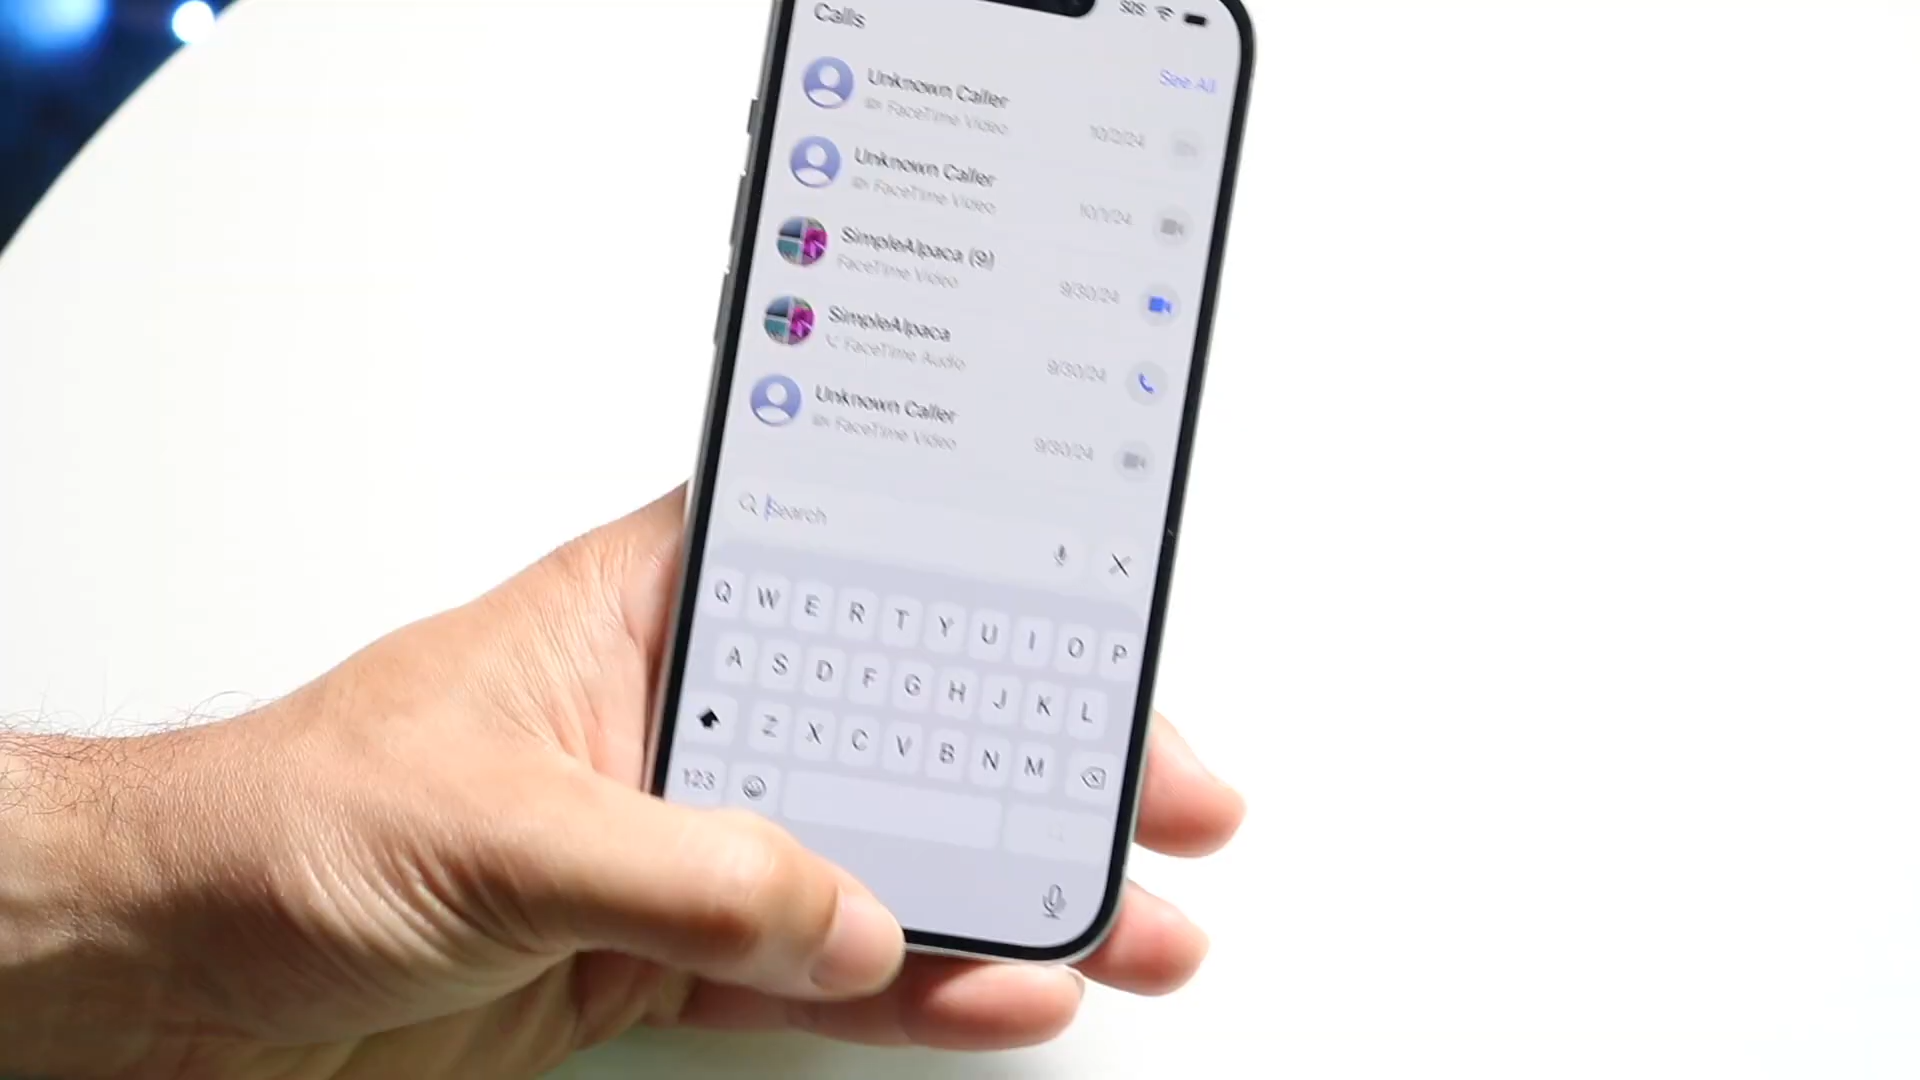 SOS
Calls
See All
Unknown Caller
FaceTime Video
10/2/24
Unknown Caller
FaceTime Video
10/1/24
SimpleAlpaca (9)
FaceTime Video
9/30/24
SimpleAlpaca
FaceTime Audio
9/30/24
Unknown Caller
FaceTime Video
9/30/24
Search
Q W E R T Y U I O P
A S D F G H J K L
Z X C V B N M
123